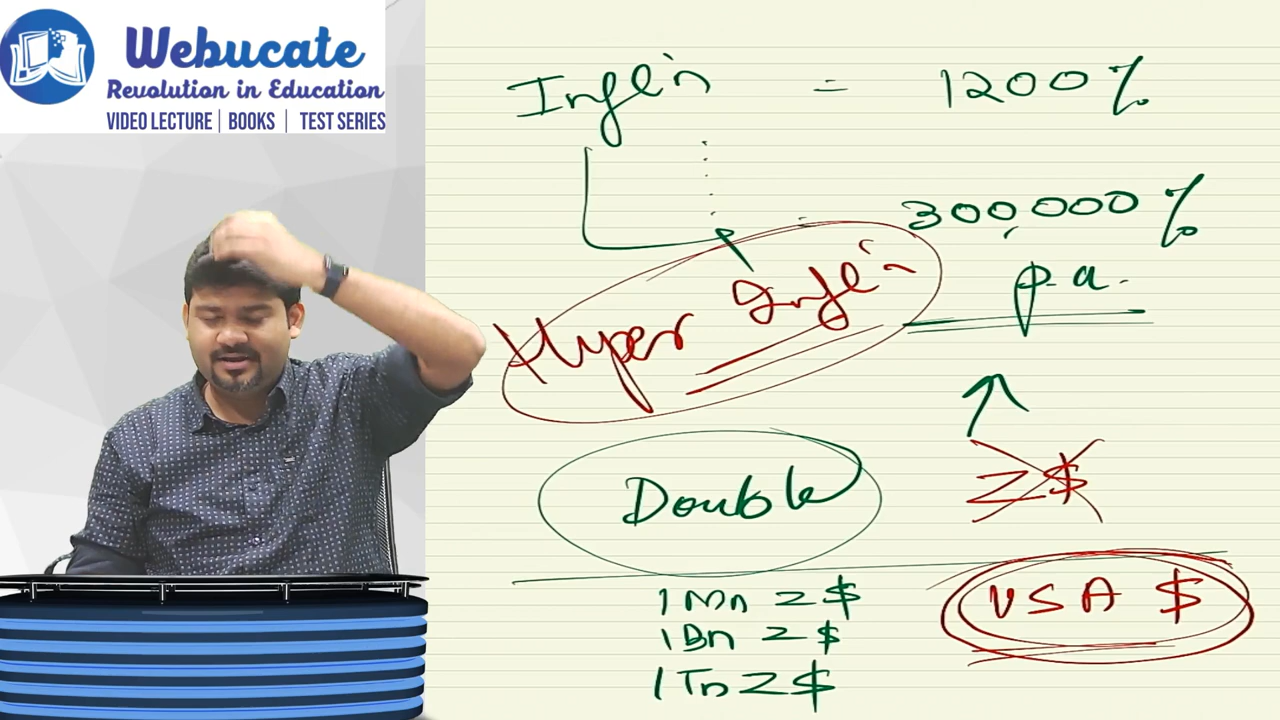 Webucate
Revolution in Education
VIDEO LECTURE | BOOKS | TEST SERIES
Infl'n = 1200%
300,000%
p.a.
Hyper Infl'n
Double
Z$
USA $
1 Mn Z$
1 Bn Z$
1 Tn Z$